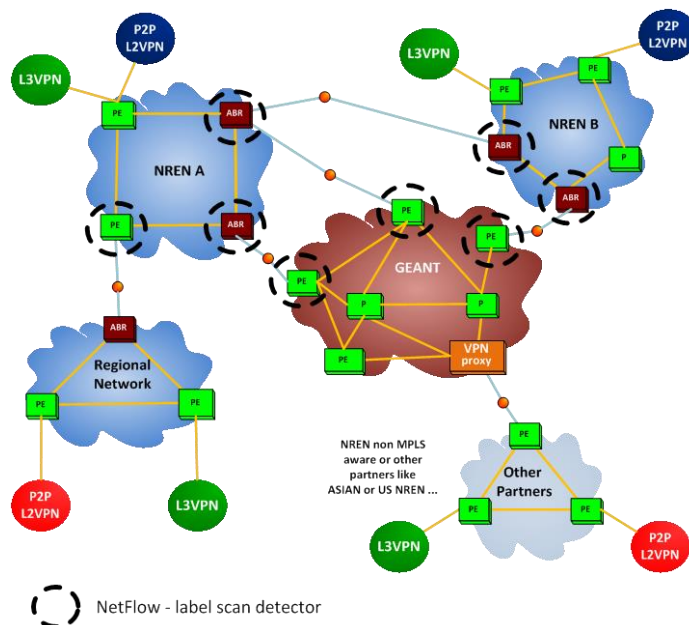 P2P
L2VPN
L3VPN
PE
ABR
NREN A
PE
ABR
P2P
L2VPN
L3VPN
PE
PE
NREN B
ABR
P
ABR
PE
PE
GEANT
PE
P
P
PE
VPN
proxy
ABR
Regional
Network
PE
PE
P2P
L2VPN
L3VPN
NREN non MPLS
aware or other
partners like
ASIAN or US NREN ...
PE
Other
Partners
PE
PE
L3VPN
P2P
L2VPN
NetFlow - label scan detector